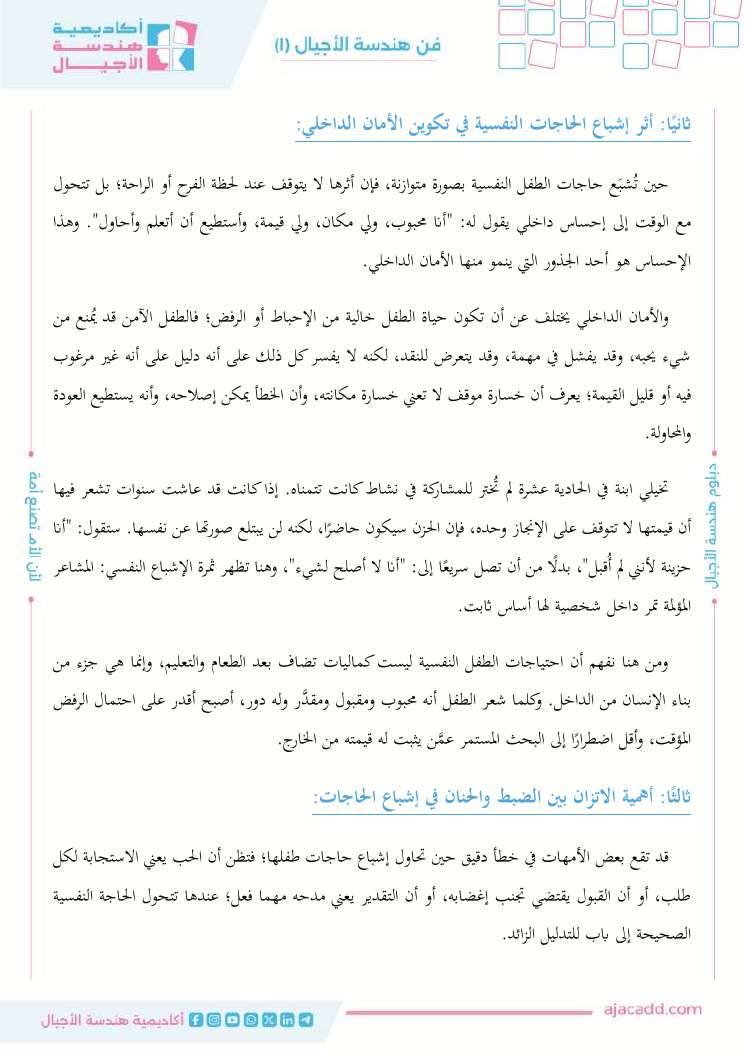 أكاديمية
هندسة
الأجيال
فن هندسة الأجيال (١)
ثانيًا: أثر إشباع الحاجات النفسية في تكوين الأمان الداخلي:
حين تُشبَع حاجات الطفل النفسية بصورة متوازنة، فإن أثرها لا يتوقف عند لحظة الفرح أو الراحة؛ بل تتحول
مع الوقت إلى إحساس داخلي يقول له: "أنا محبوب، ولي مكان، ولي قيمة، وأستطيع أن أتعلم وأحاول". وهذا
الإحساس هو أحد الجذور التي ينمو منها الأمان الداخلي.
والأمان الداخلي يختلف عن أن تكون حياة الطفل خالية من الإحباط أو الرفض؛ فالطفل الآمن قد يُمنع من
شيء يحبه، وقد يفشل في مهمة، وقد يتعرض للنقد، لكنه لا يفسر كل ذلك على أنه دليل على أنه غير مرغوب
فيه أو قليل القيمة؛ يعرف أن خسارة موقف لا تعني خسارة مكانته، وأن الخطأ يمكن إصلاحه، وأنه يستطيع العودة
والمحاولة.
تخيلي ابنة في الحادية عشرة لم تُختر للمشاركة في نشاط كانت تتمناه. إذا كانت قد عاشت سنوات تشعر فيها
أن قيمتها لا تتوقف على الإنجاز وحده، فإن الحزن سيكون حاضرًا، لكنه لن يبتلع صورتها عن نفسها. ستقول: "أنا
حزينة لأنني لم أُقبل"، بدلًا من أن تصل سريعًا إلى: "أنا لا أصلح لشيء"، وهنا تظهر ثمرة الإشباع النفسي: المشاعر
المؤلمة تمر داخل شخصية لها أساس ثابت.
ومن هنا نفهم أن احتياجات الطفل النفسية ليست كماليات تضاف بعد الطعام والتعليم، وإنما هي جزء من
بناء الإنسان من الداخل. وكلما شعر الطفل أنه محبوب ومقبول ومقدَّر وله دور، أصبح أقدر على احتمال الرفض
المؤقت، وأقل اضطرارًا إلى البحث المستمر عمَّن يثبت له قيمته من الخارج.
ثالثًا: أهمية الاتزان بين الضبط والحنان في إشباع الحاجات:
قد تقع بعض الأمهات في خطأ دقيق حين تحاول إشباع حاجات طفلها؛ فتظن أن الحب يعني الاستجابة لكل
طلب، أو أن القبول يقتضي تجنب إغضابه، أو أن التقدير يعني مدحه مهما فعل؛ عندها تتحول الحاجة النفسية
الصحيحة إلى باب للتدليل الزائد.
دبلوم هندسة الأجيال
لأن الأم تصنع أمة
أكاديمية هندسة الأجيال
ajacadd.com